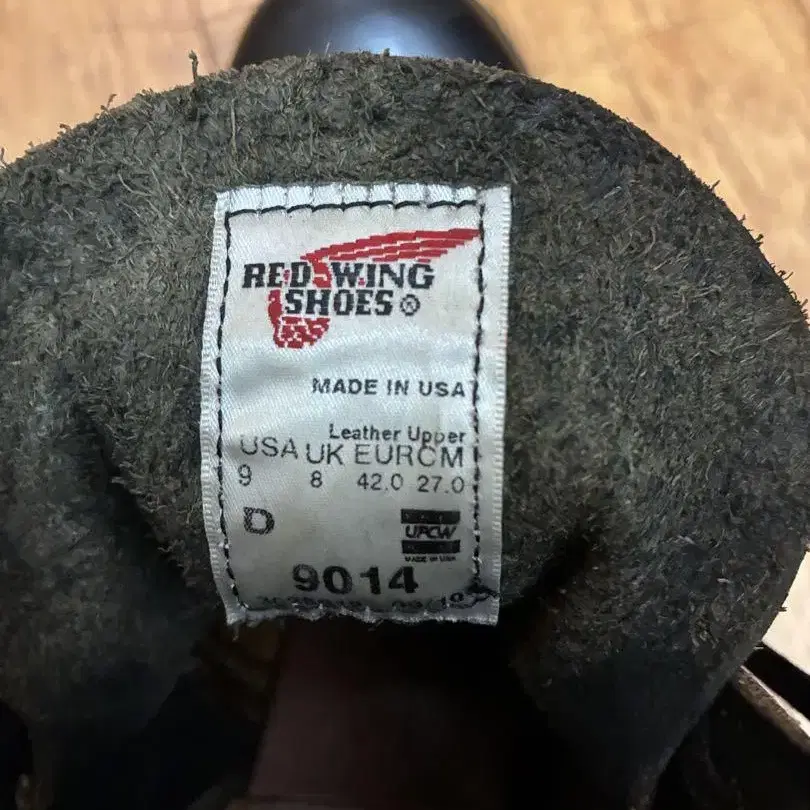 RED WING
SHOES®
MADE IN USA
Leather Upper
USA UK EUR CM
9 8 42.0 27.0
D
UFCW
MADE IN USA
9014